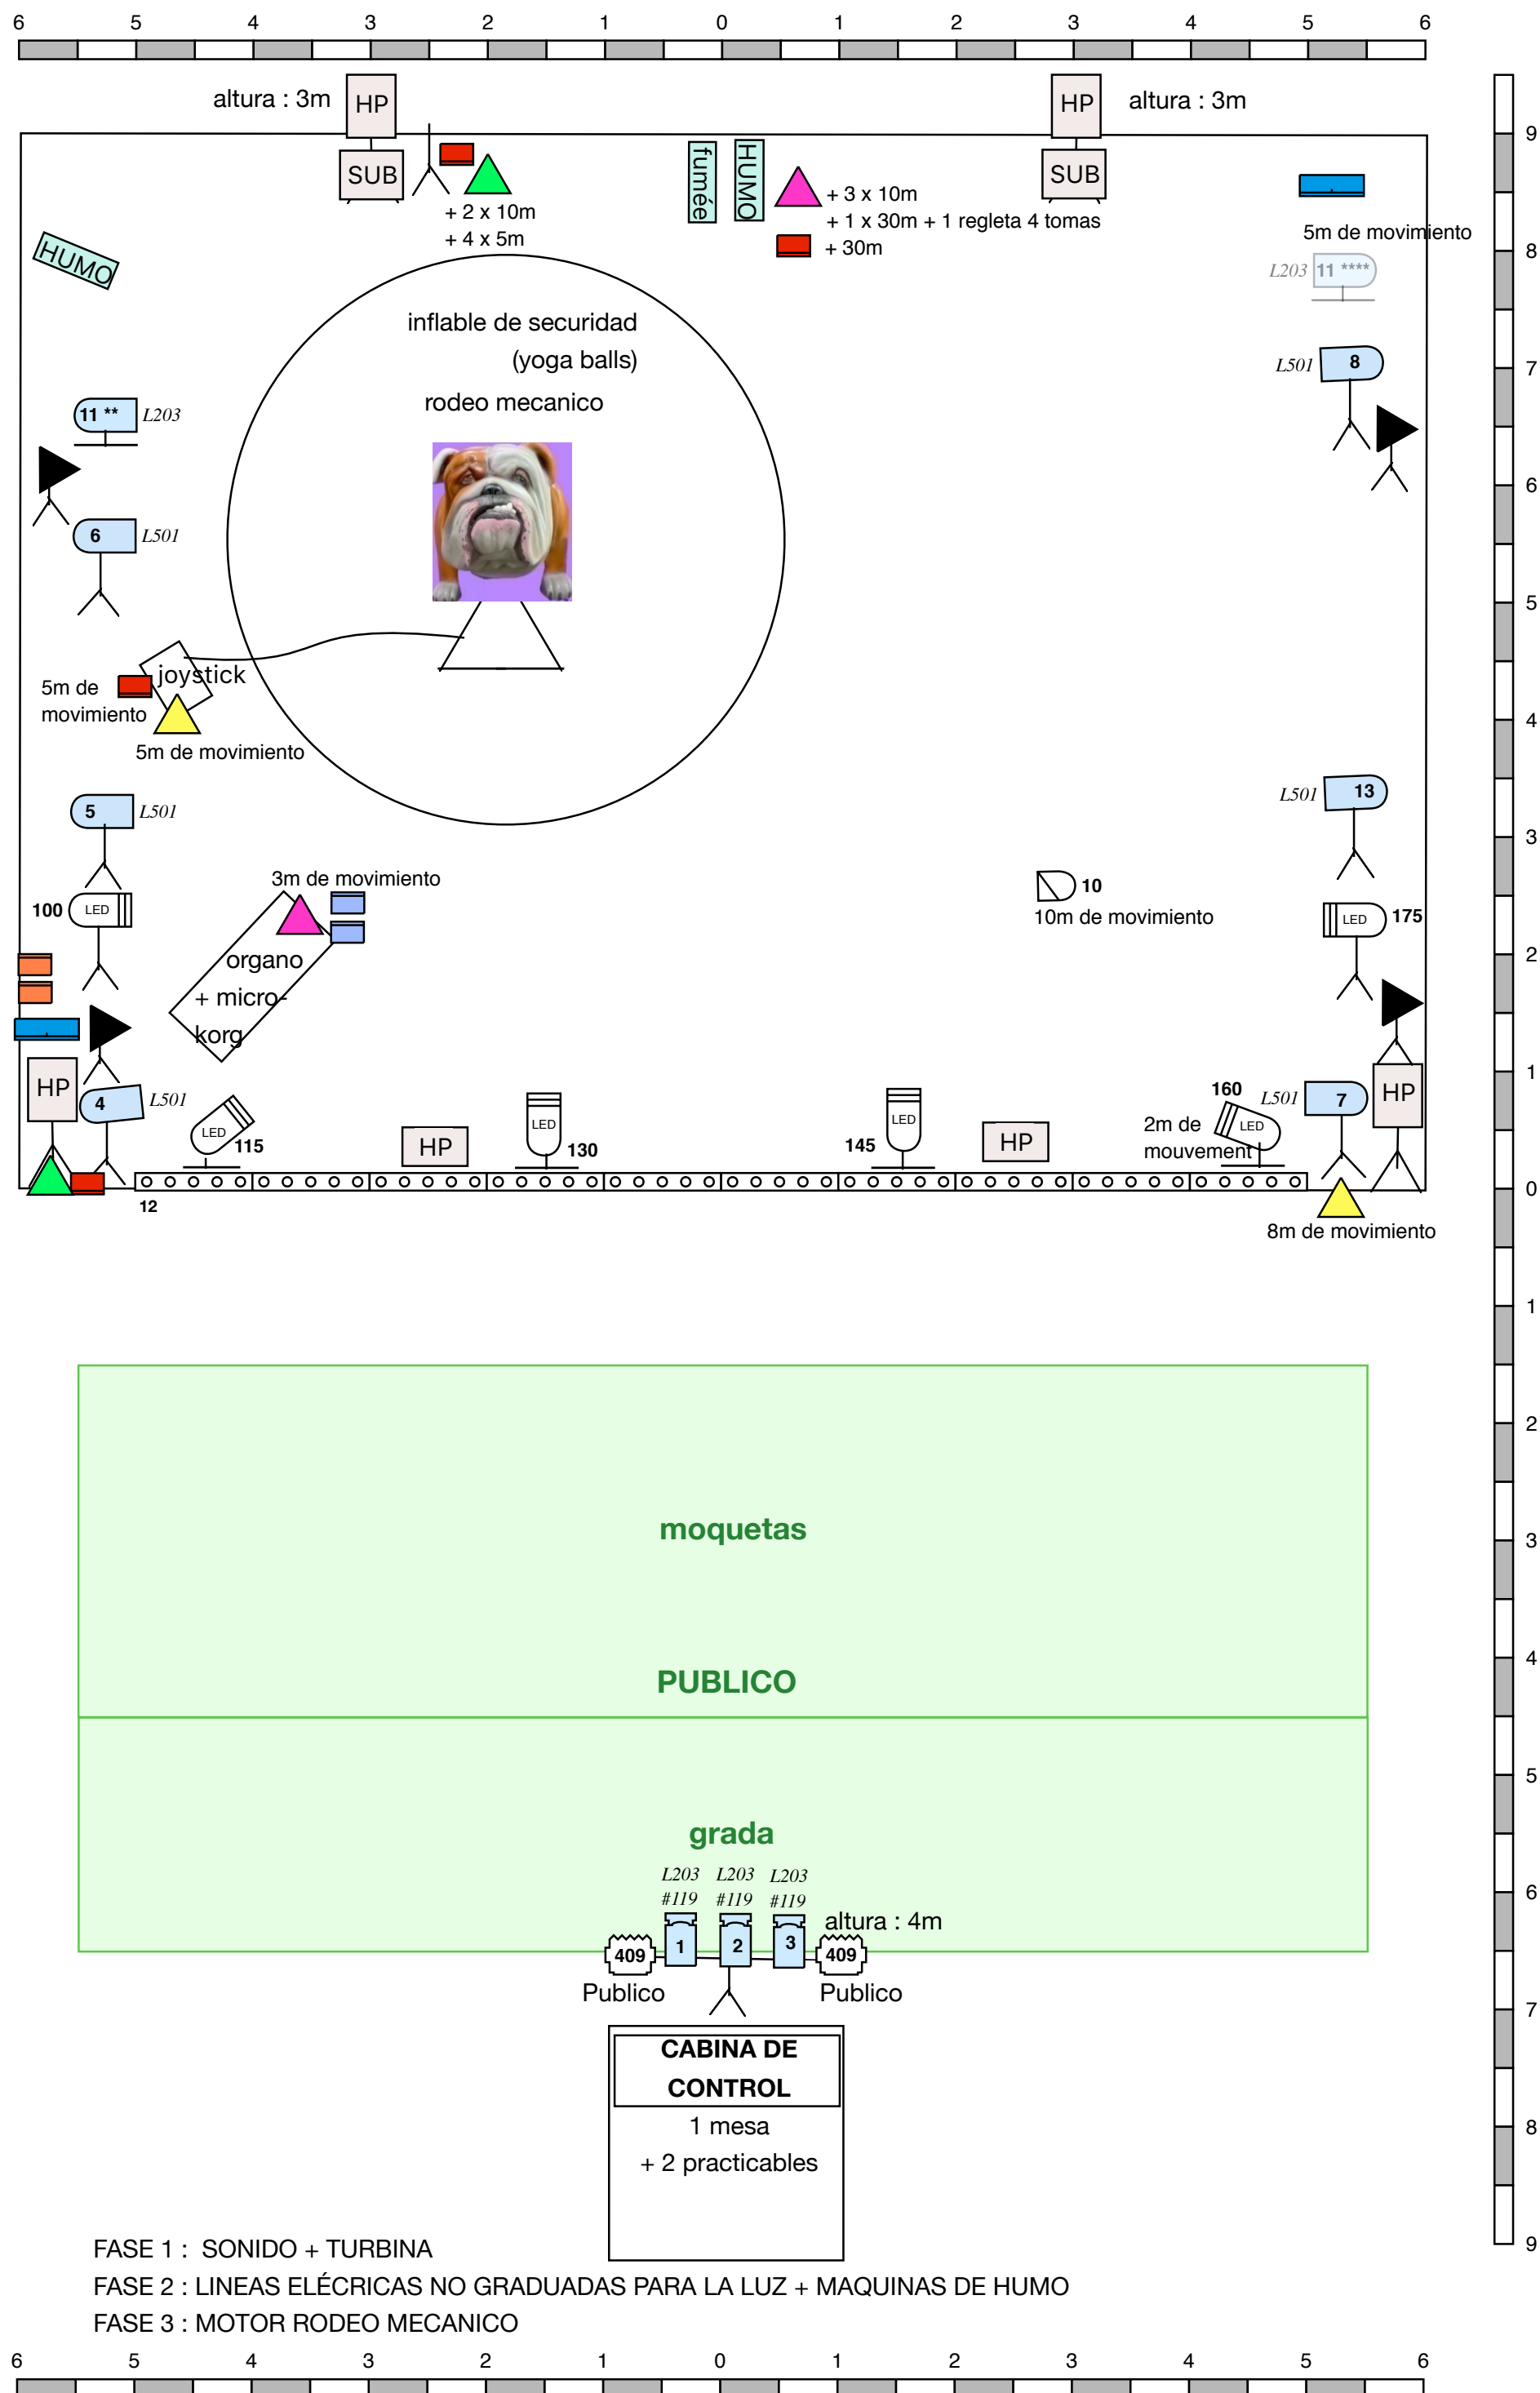 6 5 4 3 2 1 0 1 2 3 4 5 6
altura : 3m
HP
HP
altura : 3m
SUB
SUB
fuméé
HUMO
+ 3 x 10m
+ 1 x 30m + 1 regleta 4 tomas
+ 30m
+ 2 x 10m
+ 4 x 5m
5m de movimiento
HUMO
L203
11 ****
inflable de securidad
(yoga balls)
rodeo mecanico
L501
8
11 **
L203
6
L501
joystick
5m de
movimiento
5m de movimiento
5
L501
L501
13
3m de movimiento
100
LED
10
10m de movimiento
LED
175
organo
+ micro-
korg
HP
4
L501
LED
115
HP
LED
130
145
LED
HP
2m de
mouvement
160
LED
L501
7
HP
12
8m de movimiento
9
8
7
6
5
4
3
2
1
0
1
2
3
4
5
6
7
8
9
moquetas
PUBLICO
grada
L203 L203 L203
#119 #119 #119
altura : 4m
409 1 2 3 409
Publico
Publico
CABINA DE
CONTROL
1 mesa
+ 2 practicables
FASE 1 : SONIDO + TURBINA
FASE 2 : LINEAS ELÉCRICAS NO GRADUADAS PARA LA LUZ + MAQUINAS DE HUMO
FASE 3 : MOTOR RODEO MECANICO
6 5 4 3 2 1 0 1 2 3 4 5 6